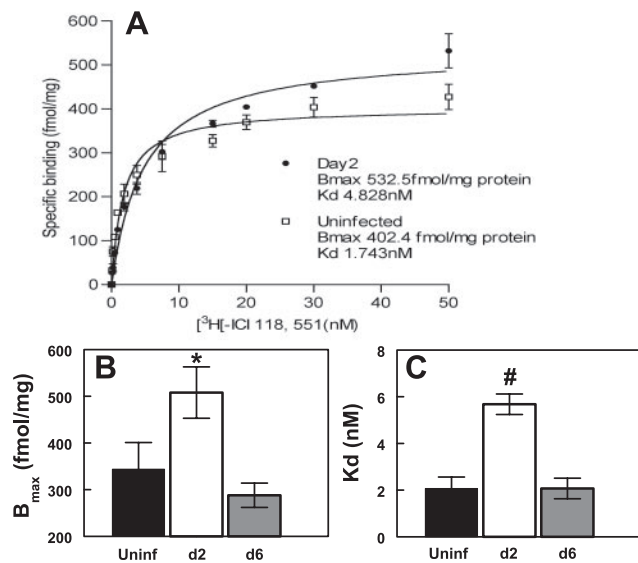 A
Specific binding (fmol/mg)
600
500
400
300
200
100
0
Day2
Bmax 532.5fmol/mg protein
Kd 4.828nM
Uninfected
Bmax 402.4 fmol/mg protein
Kd 1.743nM
0 10 20 30 40 50
[³H[-ICI 118, 551(nM)
B
Bmax (fmol/mg)
600
500
400
300
200
*
Uninf d2 d6
C
Kd (nM)
8
6
4
2
0
#
Uninf d2 d6